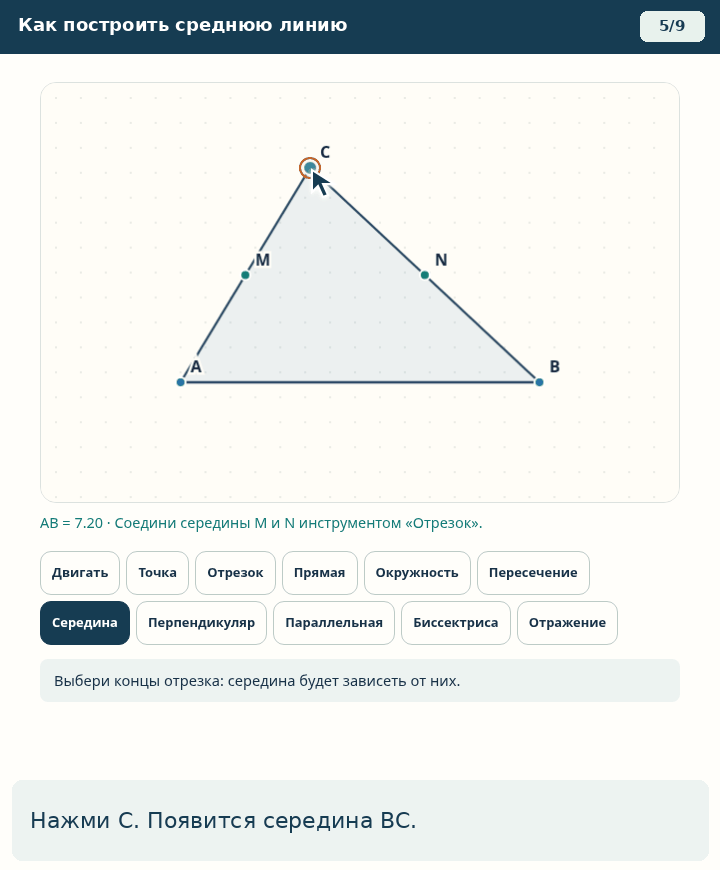 Как построить среднюю линию
5/9
C
M
N
A
B
AB = 7.20 · Соедини середины M и N инструментом «Отрезок».
Двигать Точка Отрезок Прямая Окружность Пересечение
Середина Перпендикуляр Параллельная Биссектриса Отражение
Выбери концы отрезка: середина будет зависеть от них.
Нажми C. Появится середина BC.